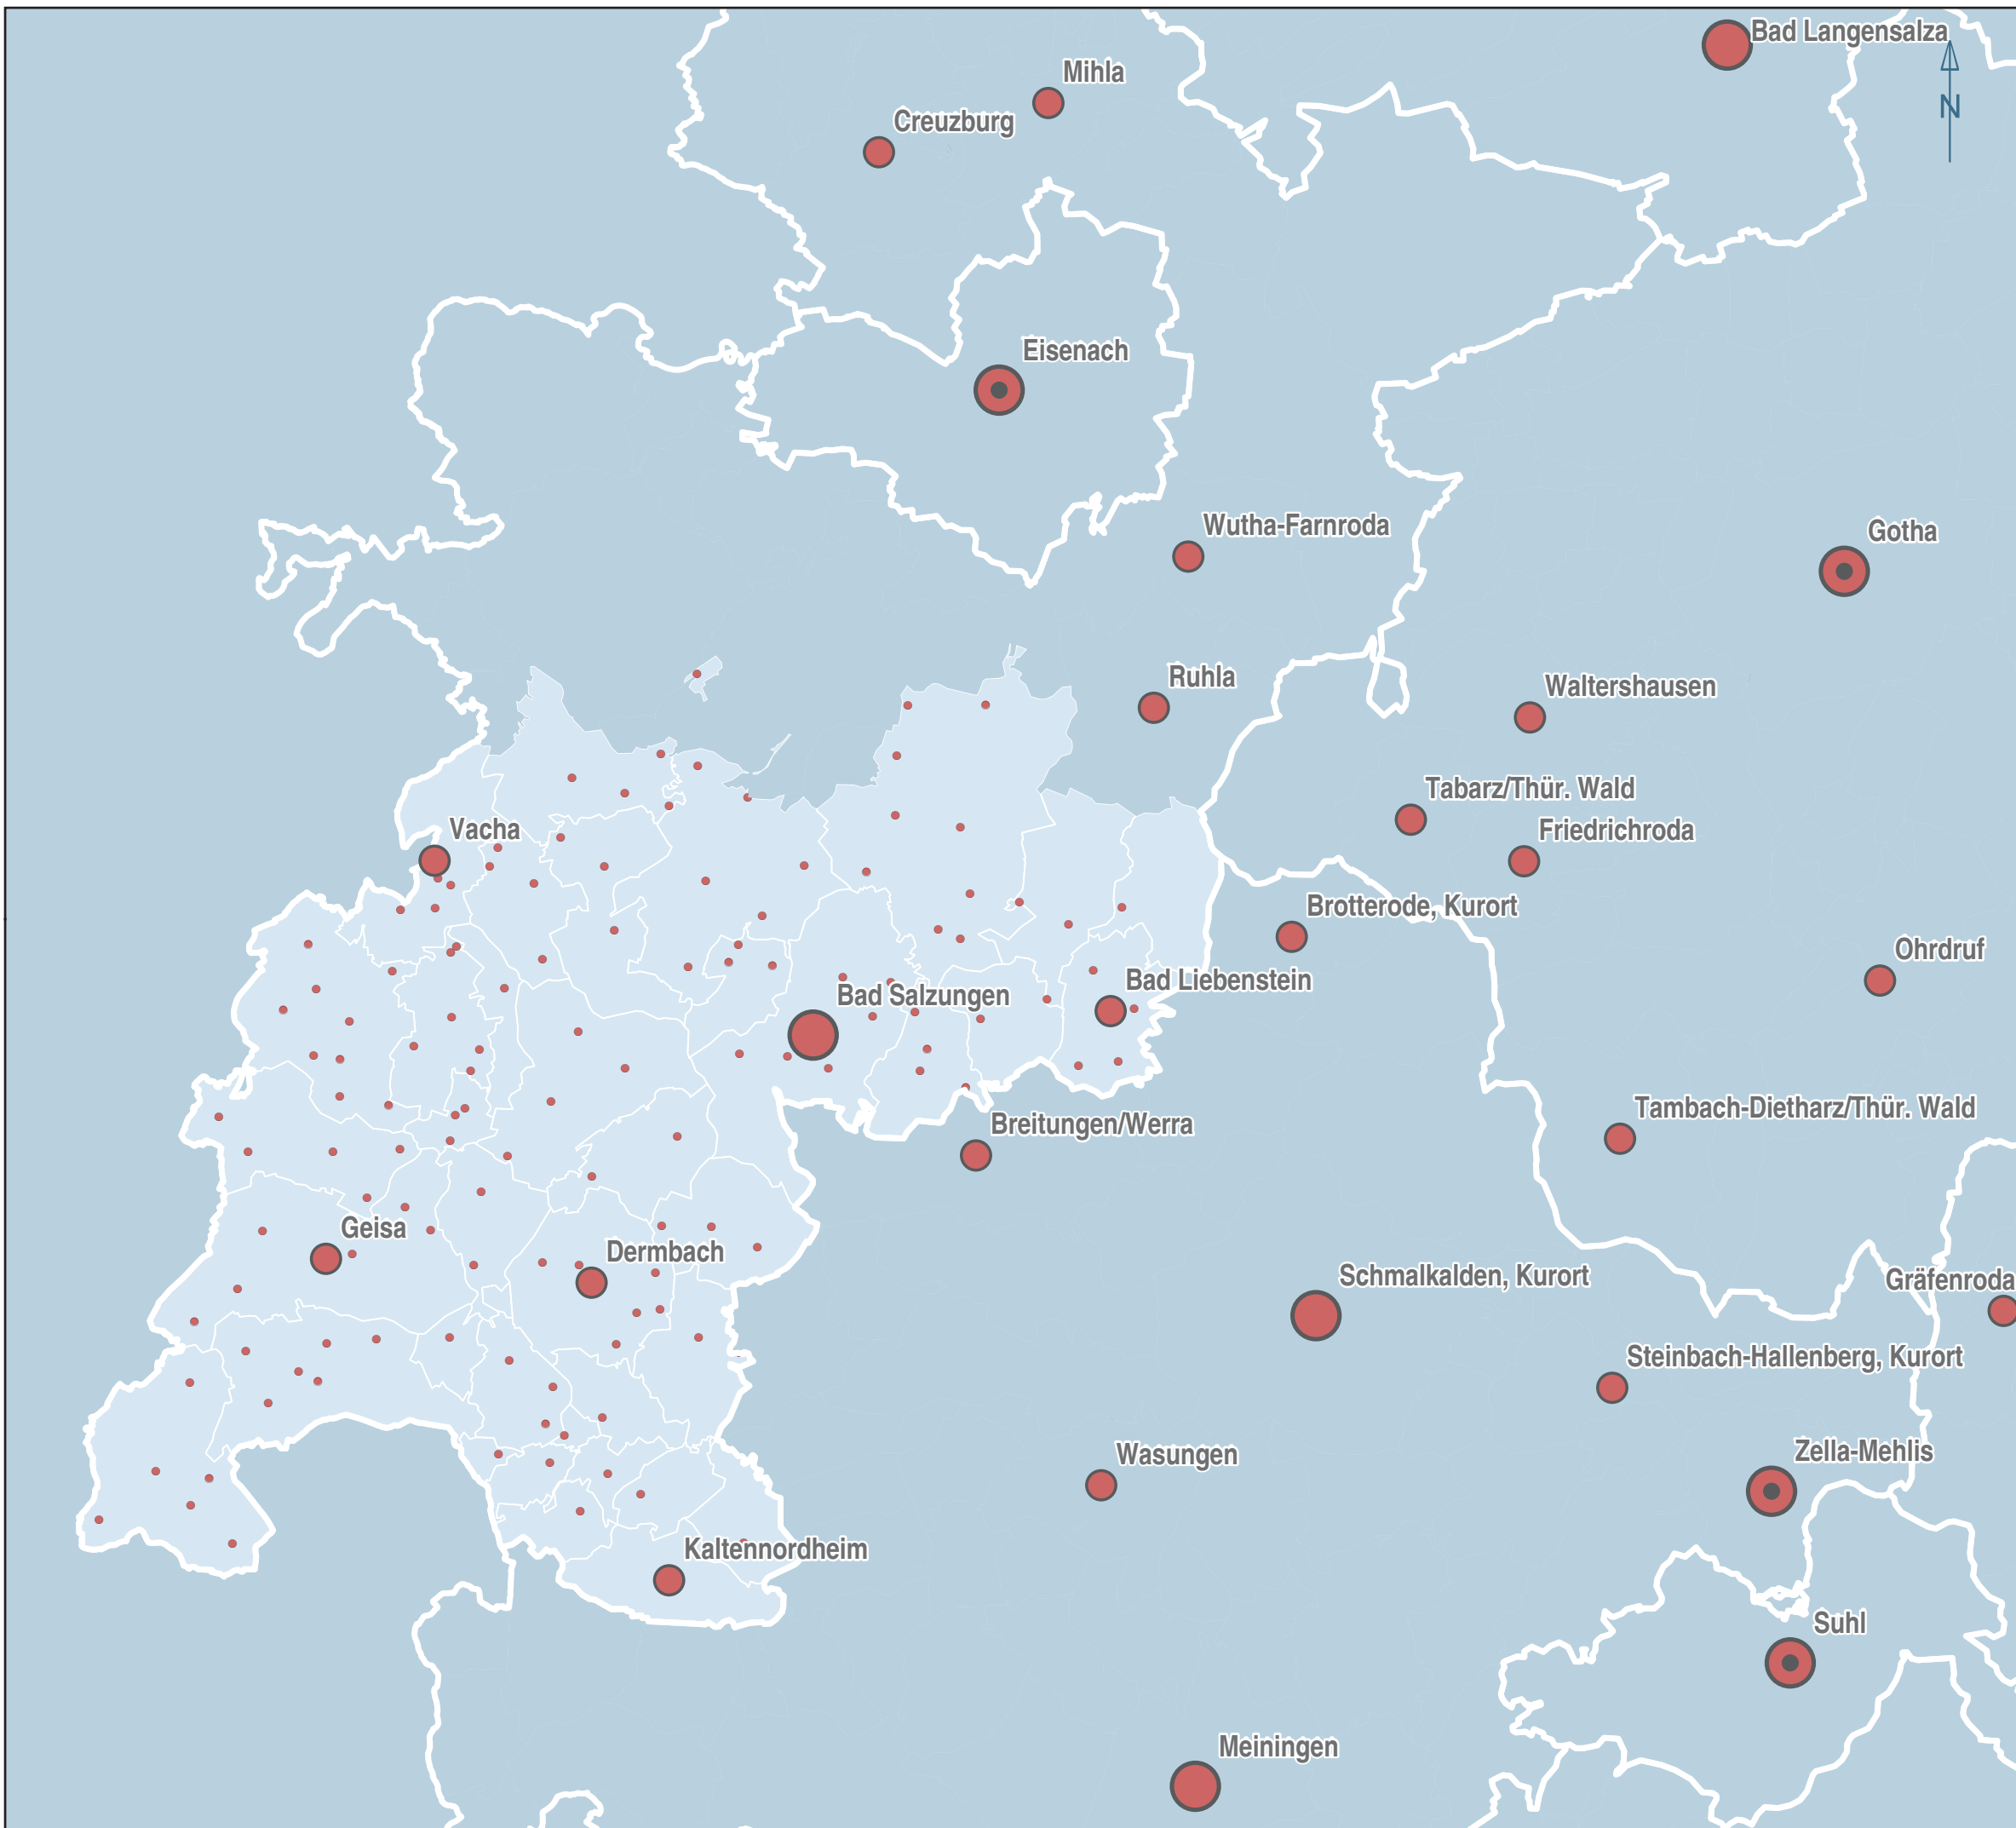 Bad Langensalza
Mihla
N
Creuzburg
Eisenach
Wutha-Farnroda
Gotha
Ruhla
Waltershausen
Tabarz/Thür. Wald
Vacha
Friedrichroda
Brotterode, Kurort
Ohrdruf
Bad Liebenstein
Bad Salzungen
Tambach-Dietharz/Thür. Wald
Breitungen/Werra
Geisa
Dermbach
Schmalkalden, Kurort
Gräfenroda
Steinbach-Hallenberg, Kurort
Zella-Mehlis
Wasungen
Kaltennordheim
Suhl
Meiningen